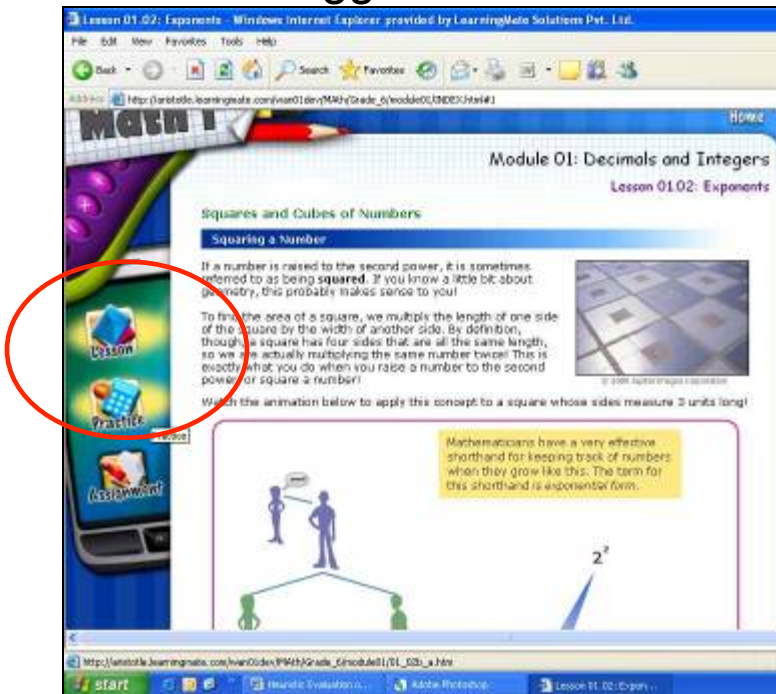 Lesson 01.02: Exponents - Windows Internet Explorer provided by LearningMate Solutions Pvt. Ltd.
File Edit View Favorites Tools Help
Back Search Favorites
Address
Home
Math
Module 01: Decimals and Integers
Lesson 01.02: Exponents
Squares and Cubes of Numbers
Squaring a Number
If a number is raised to the second power, it is sometimes
referred to as being squared. If you know a little bit about
geometry, this probably makes sense to you!
To find the area of a square, we multiply the length of one side
of the square by the width of another side. By definition,
though, a square has four sides that are all the same length,
so we are actually multiplying the same number twice! This is
exactly what you do when you raise a number to the second
power, or square a number!
Watch the animation below to apply this concept to a square whose sides measure 3 units long!
Lesson
Practice
Assignment
Mathematicians have a very effective
shorthand for keeping track of numbers
when they grow like this. The term for
this shorthand is exponential form.
2²
start
Heuristic Evaluation o...
Adobe Photoshop
Lesson 01.02: Expon...